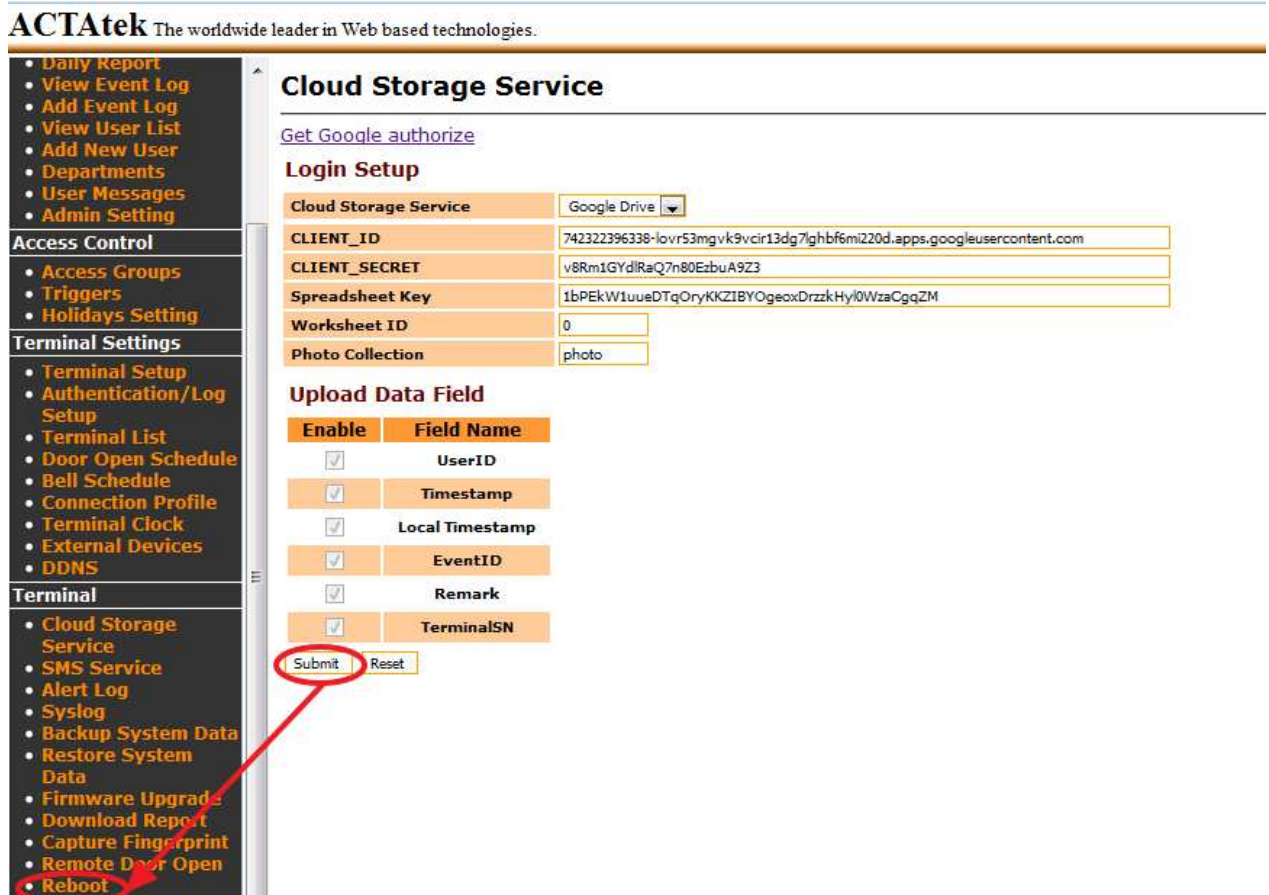 ACTAtek The worldwide leader in Web based technologies.
Daily Report
View Event Log
Add Event Log
View User List
Add New User
Departments
User Messages
Admin Setting
Access Control
Access Groups
Triggers
Holidays Setting
Terminal Settings
Terminal Setup
Authentication/Log
Setup
Terminal List
Door Open Schedule
Bell Schedule
Connection Profile
Terminal Clock
External Devices
DDNS
Terminal
Cloud Storage
Service
SMS Service
Alert Log
Syslog
Backup System Data
Restore System
Data
Firmware Upgrade
Download Report
Capture Fingerprint
Remote Door Open
Reboot
Cloud Storage Service
Get Google authorize
Login Setup
Cloud Storage Service Google Drive
CLIENT_ID 742322396338-lovr53mgvk9vcir13dg7lghbf6mi220d.apps.googleusercontent.com
CLIENT_SECRET v8Rm1GYdlRaQ7n80EzbuA9Z3
Spreadsheet Key 1bPEkW1uueDTqOryKKZIBYOgeoxDrzzkHyl0WzaCgqZM
Worksheet ID 0
Photo Collection photo
Upload Data Field
Enable Field Name
UserID
Timestamp
Local Timestamp
EventID
Remark
TerminalSN
Submit Reset